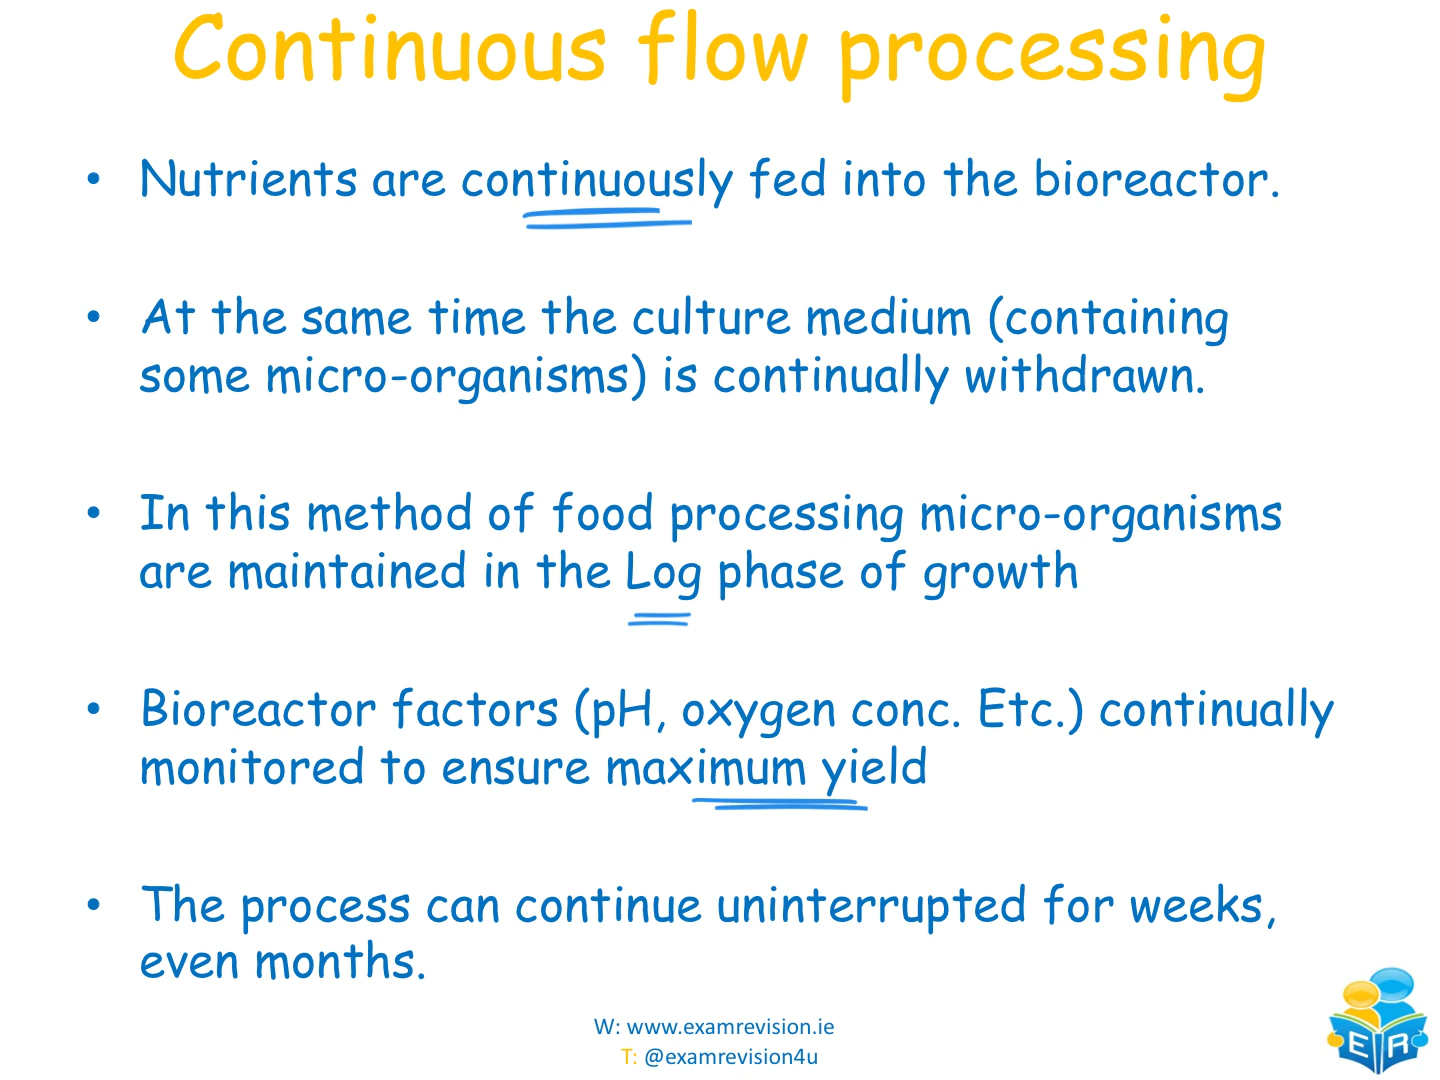 Continuous flow processing
• Nutrients are continuously fed into the bioreactor.
• At the same time the culture medium (containing
some micro-organisms) is continually withdrawn.
• In this method of food processing micro-organisms
are maintained in the Log phase of growth
• Bioreactor factors (pH, oxygen conc. Etc.) continually
monitored to ensure maximum yield
• The process can continue uninterrupted for weeks,
even months.
W: www.examrevision.ie
T: @examrevision4u
E R